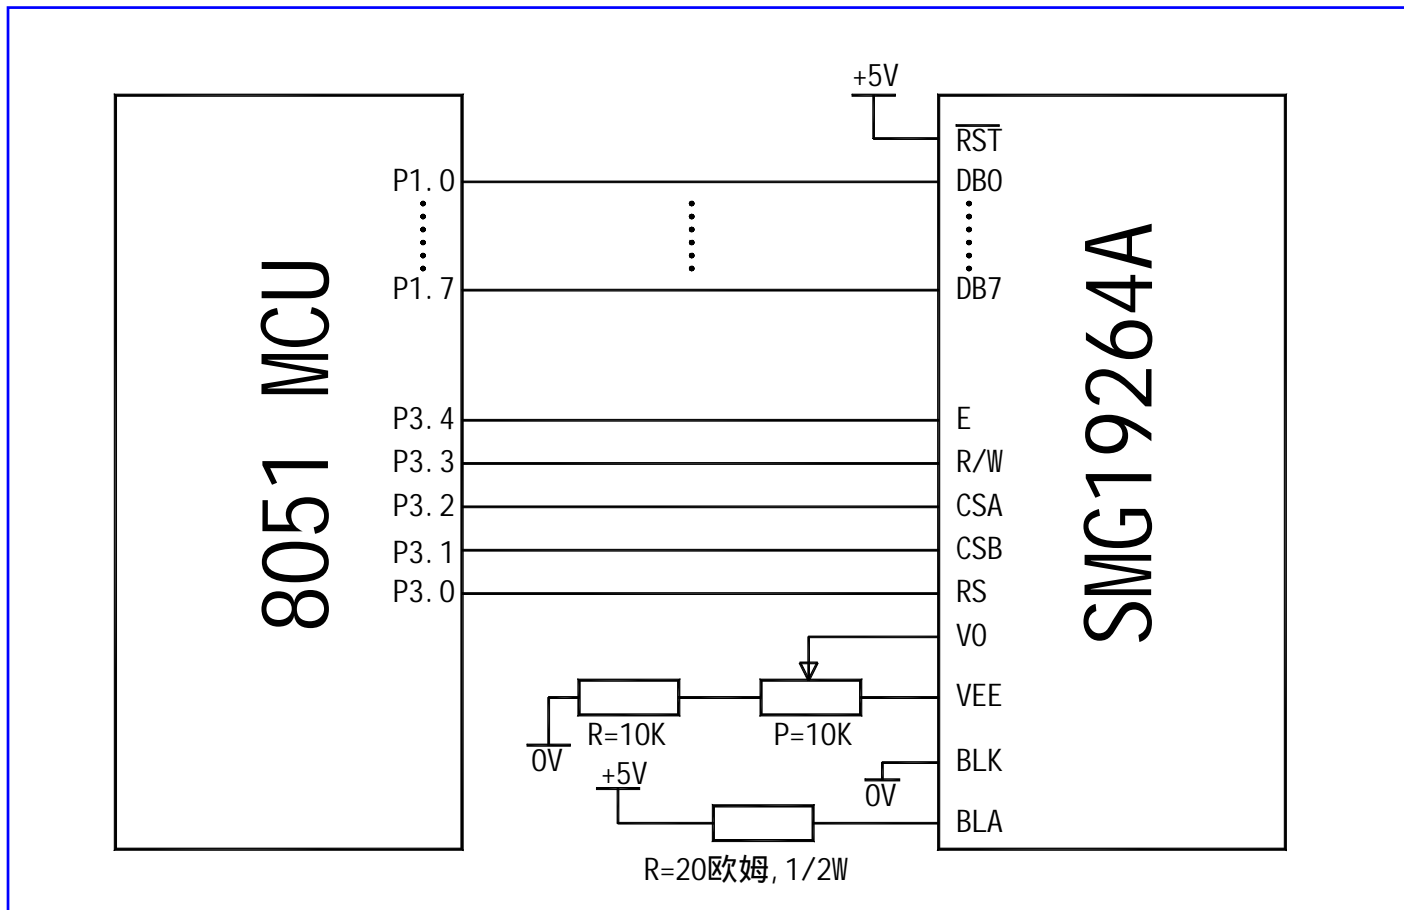 +5V
RST
P1.0
DB0
P1.7
DB7
8051 MCU
SMG19264A
P3.4
E
P3.3
R/W
P3.2
CSA
P3.1
CSB
P3.0
RS
V0
VEE
R=10K
P=10K
0V
BLK
+5V
0V
BLA
R=20欧姆,1/2W